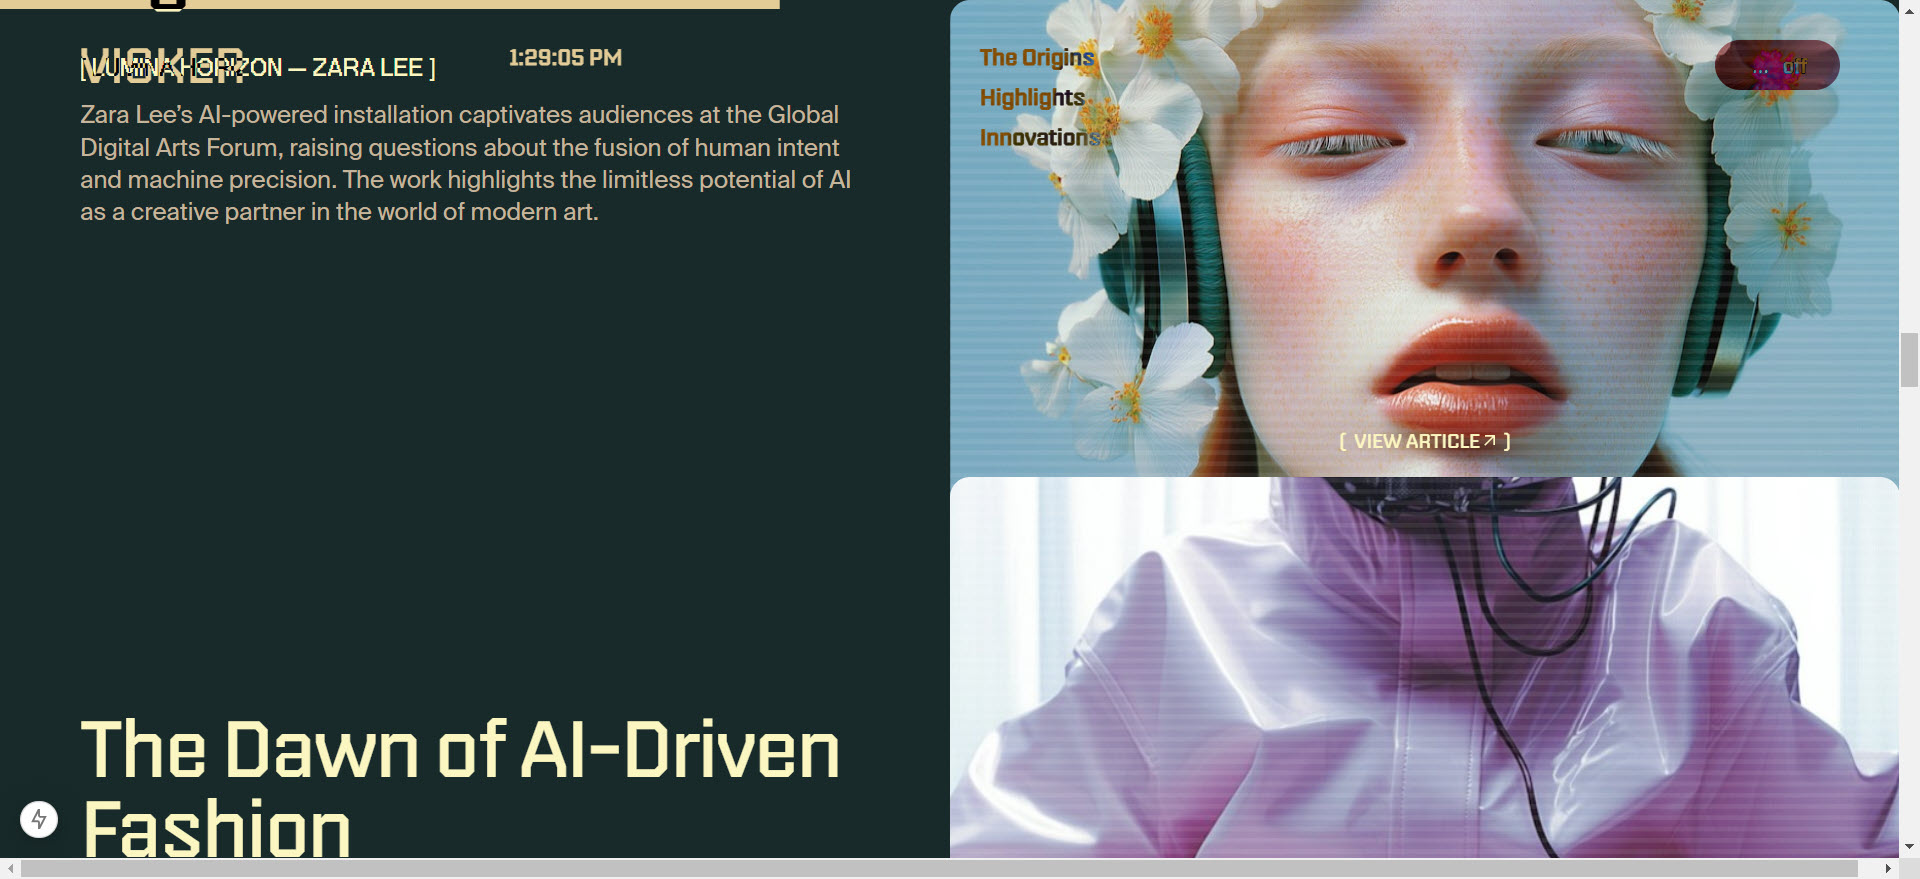 VISKER
[ LUMINA HORIZON — ZARA LEE ]
1:29:05 PM
The Origins
Highlights
Innovations
... off
Zara Lee’s AI-powered installation captivates audiences at the Global
Digital Arts Forum, raising questions about the fusion of human intent
and machine precision. The work highlights the limitless potential of AI
as a creative partner in the world of modern art.
[ VIEW ARTICLE↗ ]
The Dawn of AI-Driven
Fashion